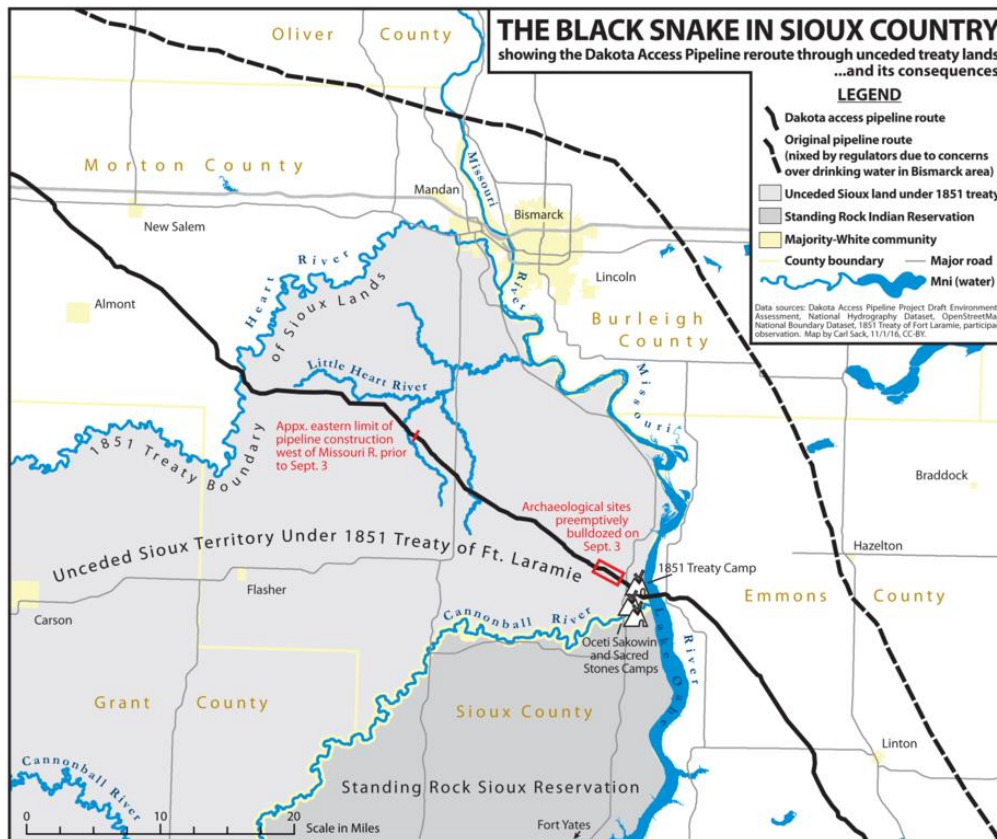 THE BLACK SNAKE IN SIOUX COUNTRY
showing the Dakota Access Pipeline reroute through unceded treaty lands
...and its consequences
LEGEND
Dakota access pipeline route
Original pipeline route
(nixed by regulators due to concerns
over drinking water in Bismarck area)
Unceded Sioux land under 1851 treaty
Standing Rock Indian Reservation
Majority-White community
County boundary
Major road
Mni (water)
Data sources: Dakota Access Pipeline Project Draft Environment
Assessment, National Hydrography Dataset, OpenStreetMa
National Boundary Dataset, 1851 Treaty of Fort Laramie, participa
observation. Map by Carl Sack, 11/1/16, CC-BY.
Oliver County
Morton County
Missouri
Mandan
Bismarck
New Salem
River
Lincoln
Heart River
Almont
of Sioux Lands
Burleigh
County
Little Heart River
Missouri
Appx. eastern limit of
pipeline construction
west of Missouri R. prior
to Sept. 3
1851 Treaty Boundary
Braddock
Archaeological sites
preemptively
bulldozed on
Sept. 3
Unceded Sioux Territory Under 1851 Treaty of Ft. Laramie
1851 Treaty Camp
Hazelton
Flasher
Emmons County
Carson
Cannonball River
Lake Oahe
River
Oceti Sakowin
and Sacred
Stones Camps
Grant County
Sioux County
Linton
Cannonball
River
Standing Rock Sioux Reservation
0 10 20
Scale in Miles
Fort Yates